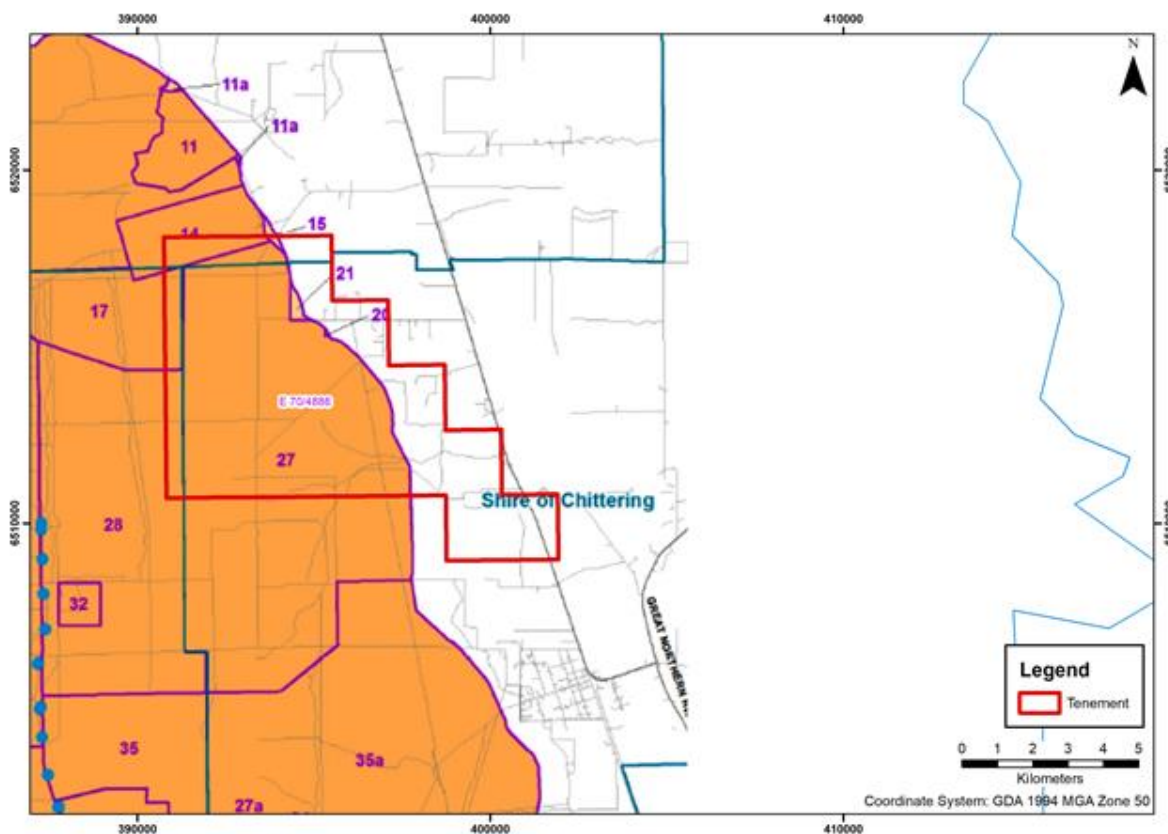 390000 400000 410000
N
11a
11a
11
6520000
15
14
21
20
17
E 70/4888
27
Shire of Chittering
28
6510000
32
GREAT NORTHERN
Legend
Tenement
35
35a
0 1 2 3 4 5
Kilometers
27a
Coordinate System: GDA 1994 MGA Zone 50
390000 400000 410000